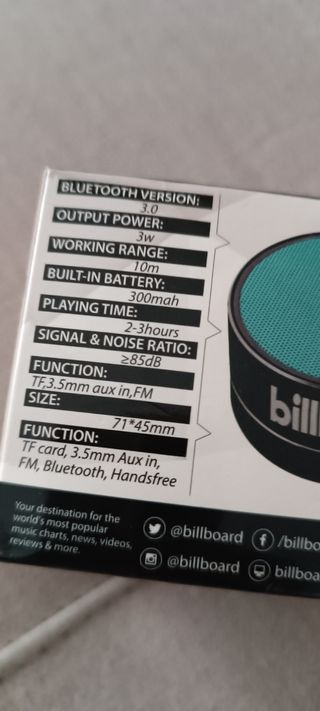 BLUETOOTH VERSION:
3.0
OUTPUT POWER:
3w
WORKING RANGE:
10m
BUILT-IN BATTERY:
300mah
PLAYING TIME:
2-3hours
SIGNAL & NOISE RATIO:
≥85dB
FUNCTION:
TF,3.5mm aux in,FM
SIZE:
71*45mm
FUNCTION:
TF card, 3.5mm Aux in,
FM, Bluetooth, Handsfree
bill
Your destination for the
world's most popular
music charts, news, videos,
reviews & more.
@billboard
/billbo
@billboard
billboa